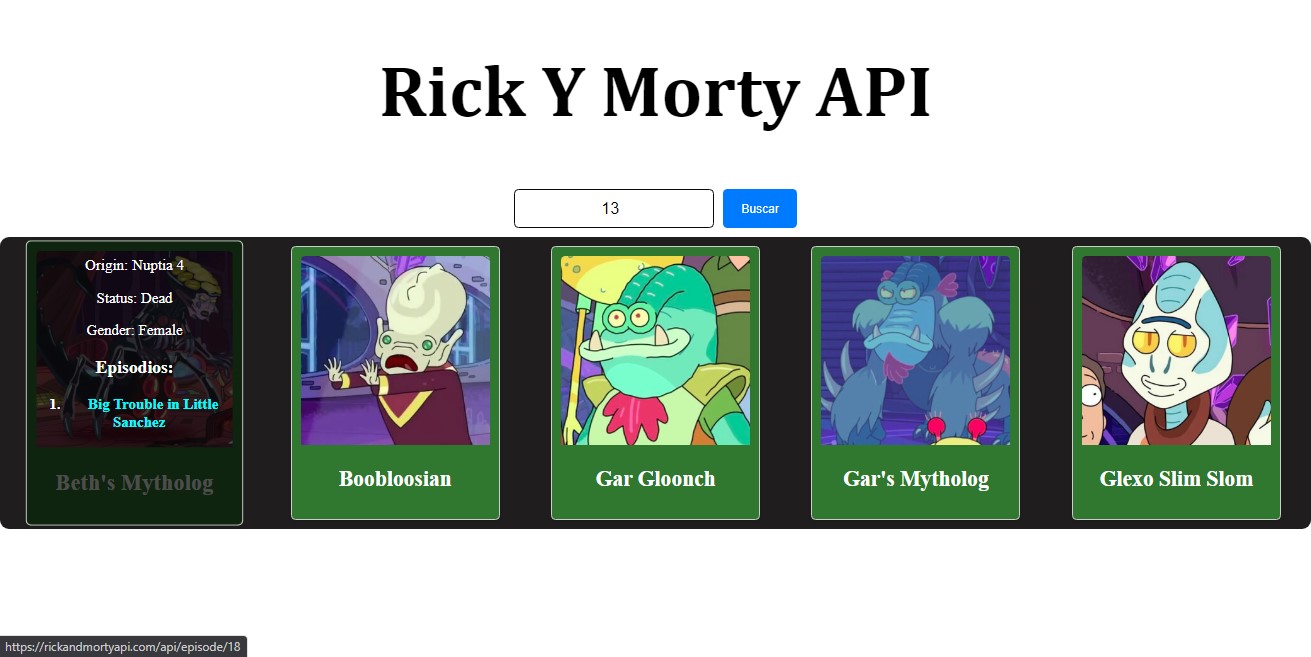 Rick Y Morty API
13
Buscar
Origin: Nuptia 4
Status: Dead
Gender: Female
Episodios:
1. Big Trouble in Little
Sanchez
Beth's Mytholog
Boobloosian
Gar Gloonch
Gar's Mytholog
Glexo Slim Slom
https://rickandmortyapi.com/api/episode/18